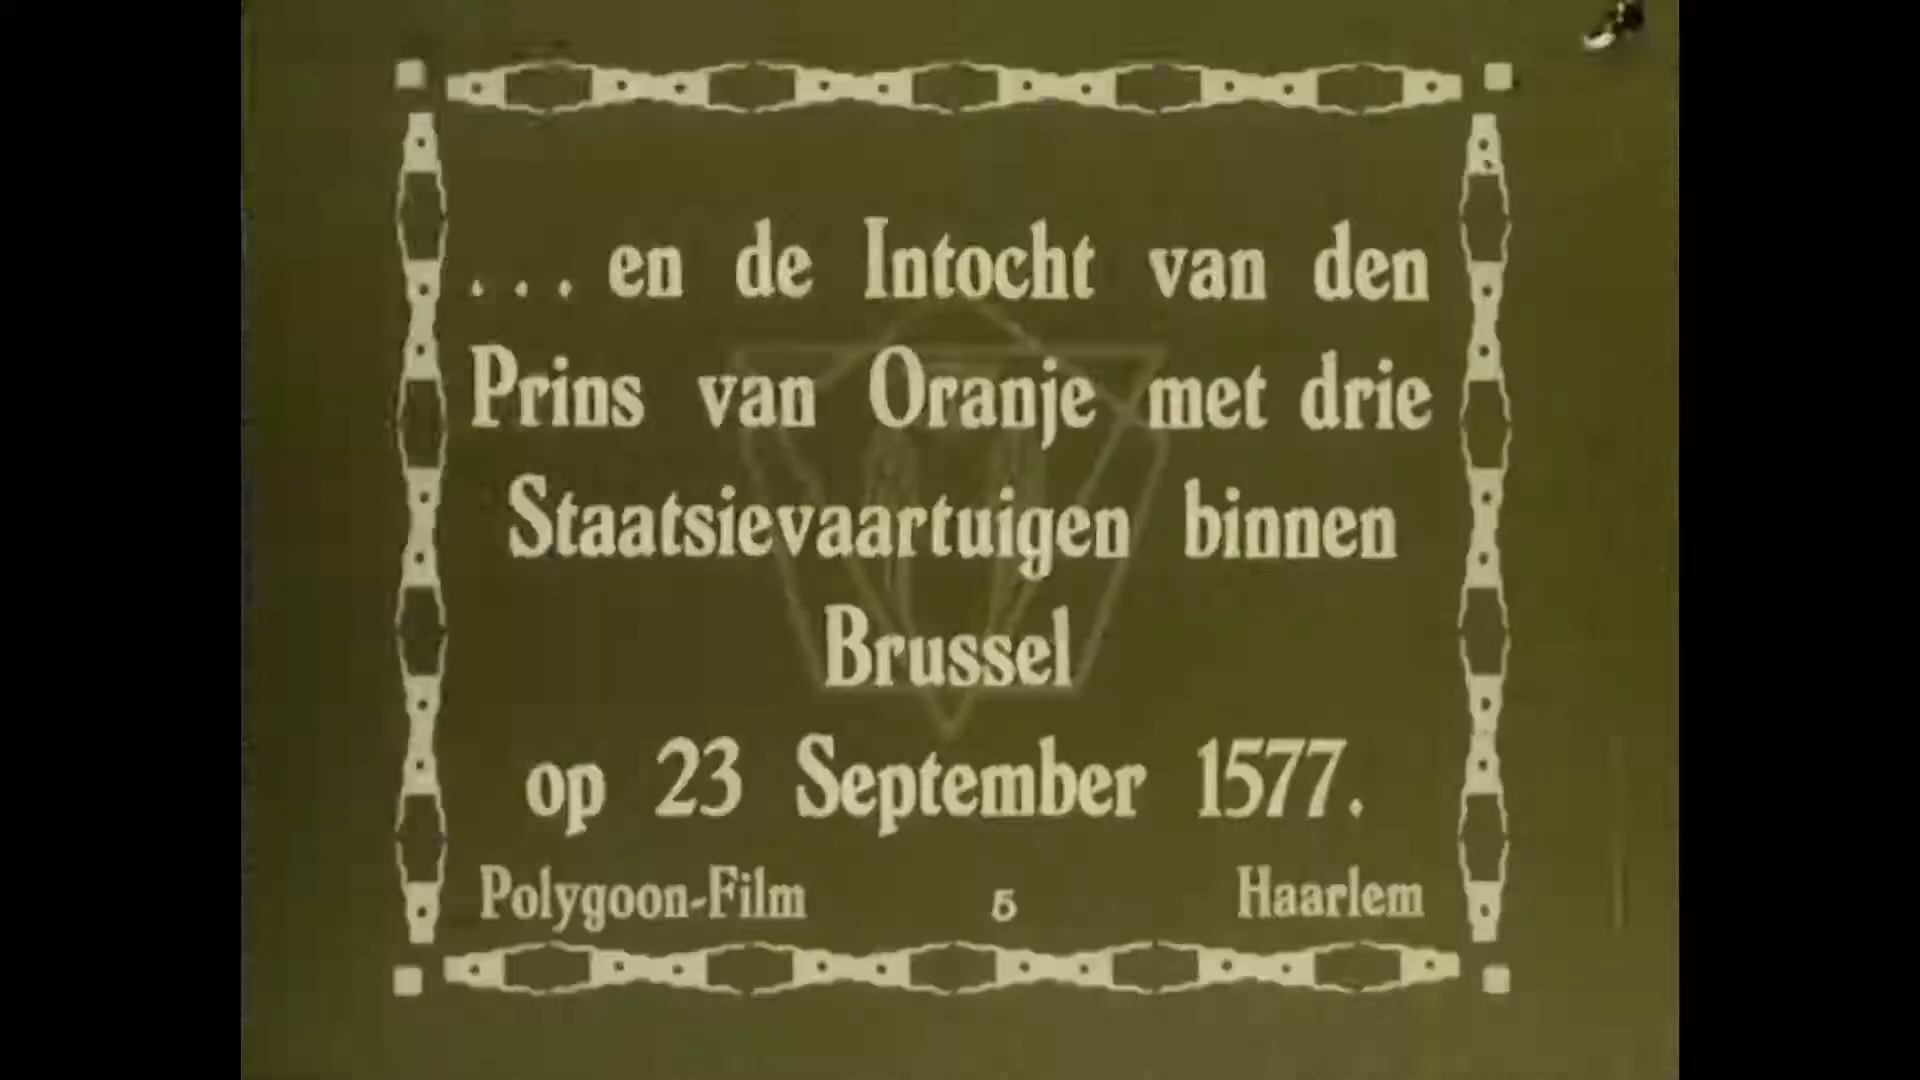 ... en de Intocht van den
Prins van Oranje met drie
Staatsievaartuigen binnen
Brussel
op 23 September 1577.
Polygoon-Film 5 Haarlem